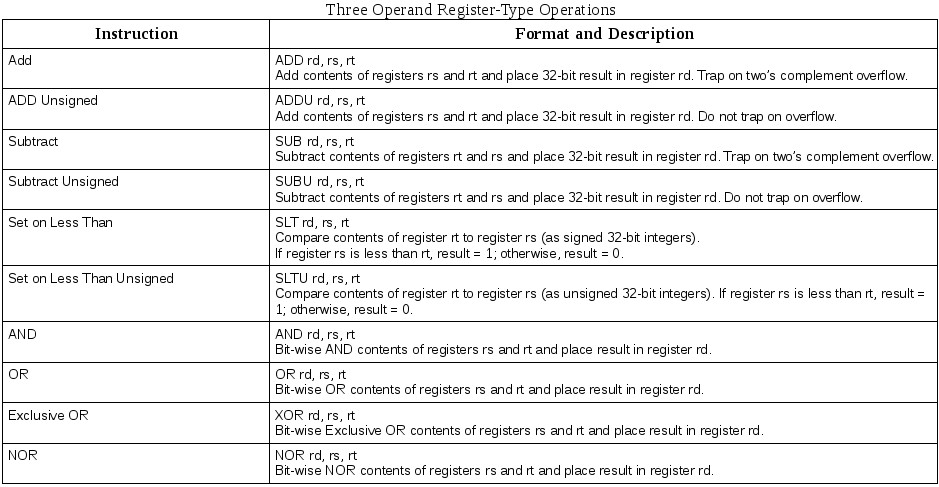 Three Operand Register-Type Operations
Instruction
Format and Description
Add
ADD rd, rs, rt
Add contents of registers rs and rt and place 32-bit result in register rd. Trap on two's complement overflow.
ADD Unsigned
ADDU rd, rs, rt
Add contents of registers rs and rt and place 32-bit result in register rd. Do not trap on overflow.
Subtract
SUB rd, rs, rt
Subtract contents of registers rt and rs and place 32-bit result in register rd. Trap on two's complement overflow.
Subtract Unsigned
SUBU rd, rs, rt
Subtract contents of registers rt and rs and place 32-bit result in register rd. Do not trap on overflow.
Set on Less Than
SLT rd, rs, rt
Compare contents of register rt to register rs (as signed 32-bit integers).
If register rs is less than rt, result = 1; otherwise, result = 0.
Set on Less Than Unsigned
SLTU rd, rs, rt
Compare contents of register rt to register rs (as unsigned 32-bit integers). If register rs is less than rt, result =
1; otherwise, result = 0.
AND
AND rd, rs, rt
Bit-wise AND contents of registers rs and rt and place result in register rd.
OR
OR rd, rs, rt
Bit-wise OR contents of registers rs and rt and place result in register rd.
Exclusive OR
XOR rd, rs, rt
Bit-wise Exclusive OR contents of registers rs and rt and place result in register rd.
NOR
NOR rd, rs, rt
Bit-wise NOR contents of registers rs and rt and place result in register rd.